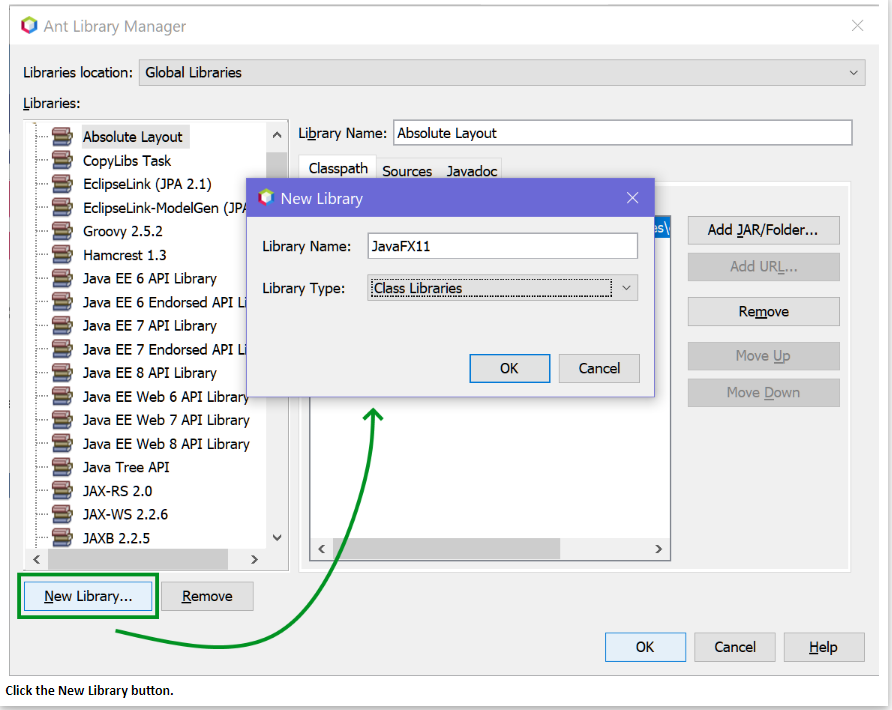 Ant Library Manager
Libraries location: Global Libraries
Libraries:
Absolute Layout
CopyLibs Task
EclipseLink (JPA 2.1)
EclipseLink-ModelGen (JPA
Groovy 2.5.2
Hamcrest 1.3
Java EE 6 API Library
Java EE 6 Endorsed API Li
Java EE 7 API Library
Java EE 7 Endorsed API Li
Java EE 8 API Library
Java EE Web 6 API Library
Java EE Web 7 API Library
Java EE Web 8 API Library
Java Tree API
JAX-RS 2.0
JAX-WS 2.2.6
JAXB 2.2.5
New Library... Remove
Library Name: Absolute Layout
Classpath Sources Javadoc
New Library
Library Name: JavaFX11
Library Type: Class Libraries
OK Cancel
Add JAR/Folder...
Add URL...
Remove
Move Up
Move Down
OK Cancel Help
Click the New Library button.